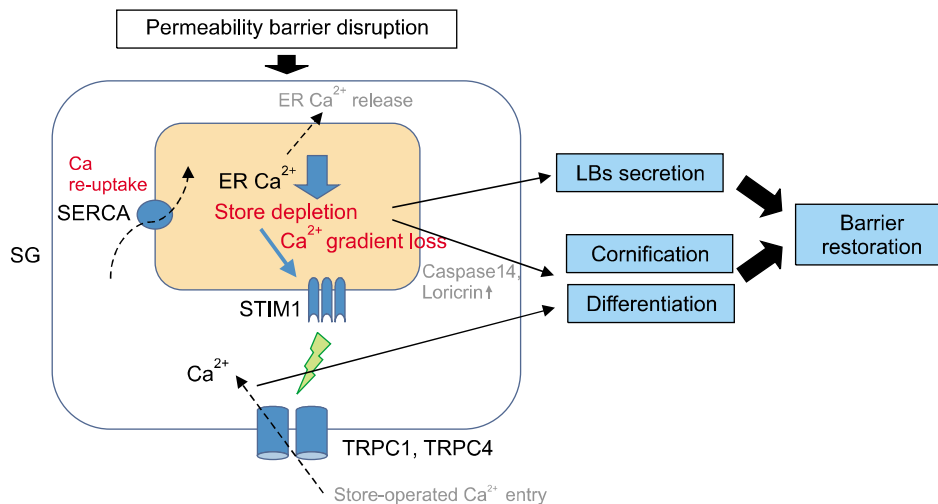 Permeability barrier disruption
ER Ca²⁺ release
Ca
re-uptake
SERCA
ER Ca²⁺
Store depletion
Ca²⁺ gradient loss
SG
STIM1
Caspase14,
Loricrin↑
Ca²⁺
TRPC1, TRPC4
Store-operated Ca²⁺ entry
LBs secretion
Cornification
Differentiation
Barrier
restoration